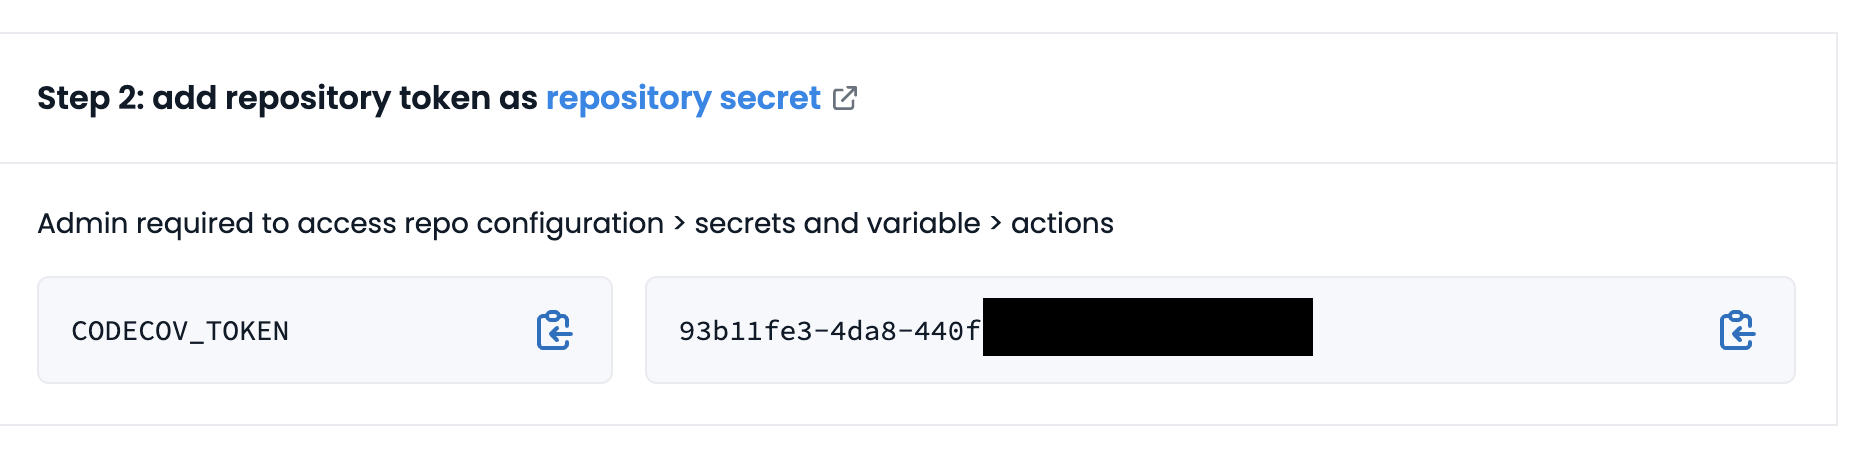 Step 2: add repository token as repository secret
Admin required to access repo configuration > secrets and variable > actions
CODECOV_TOKEN
93b11fe3-4da8-440f